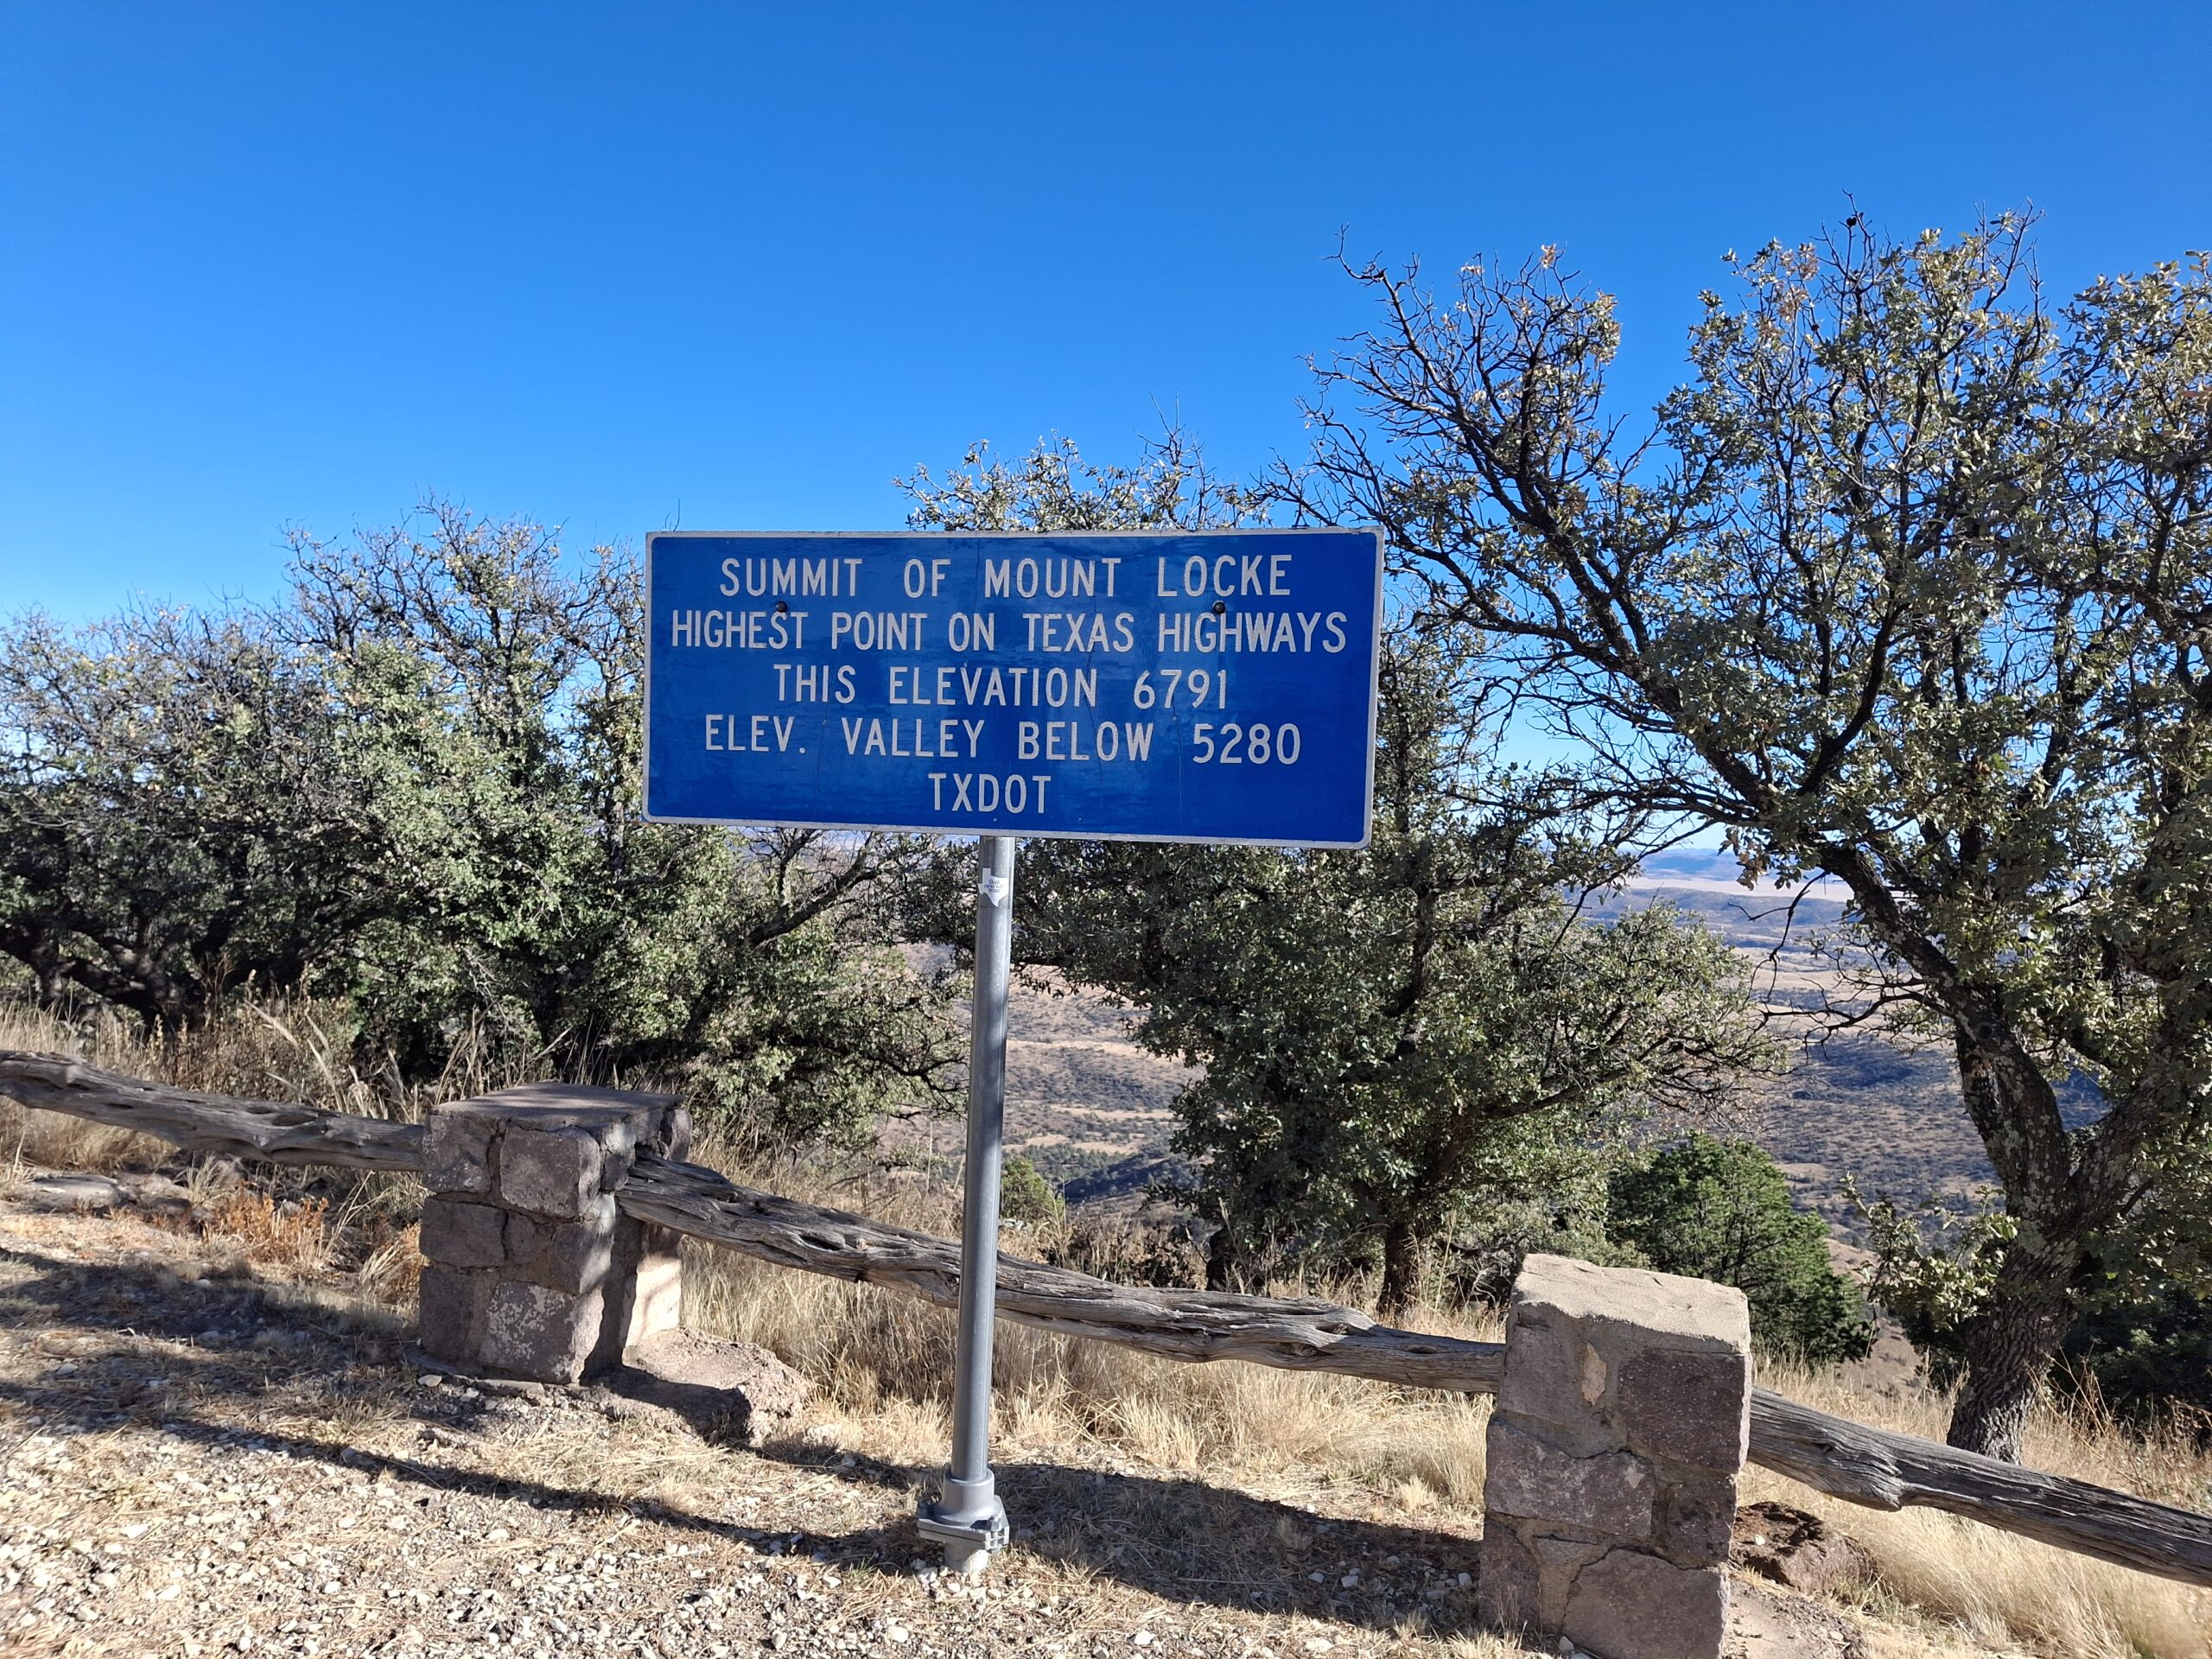 SUMMIT OF MOUNT LOCKE
HIGHEST POINT ON TEXAS HIGHWAYS
THIS ELEVATION 6791
ELEV. VALLEY BELOW 5280
TXDOT